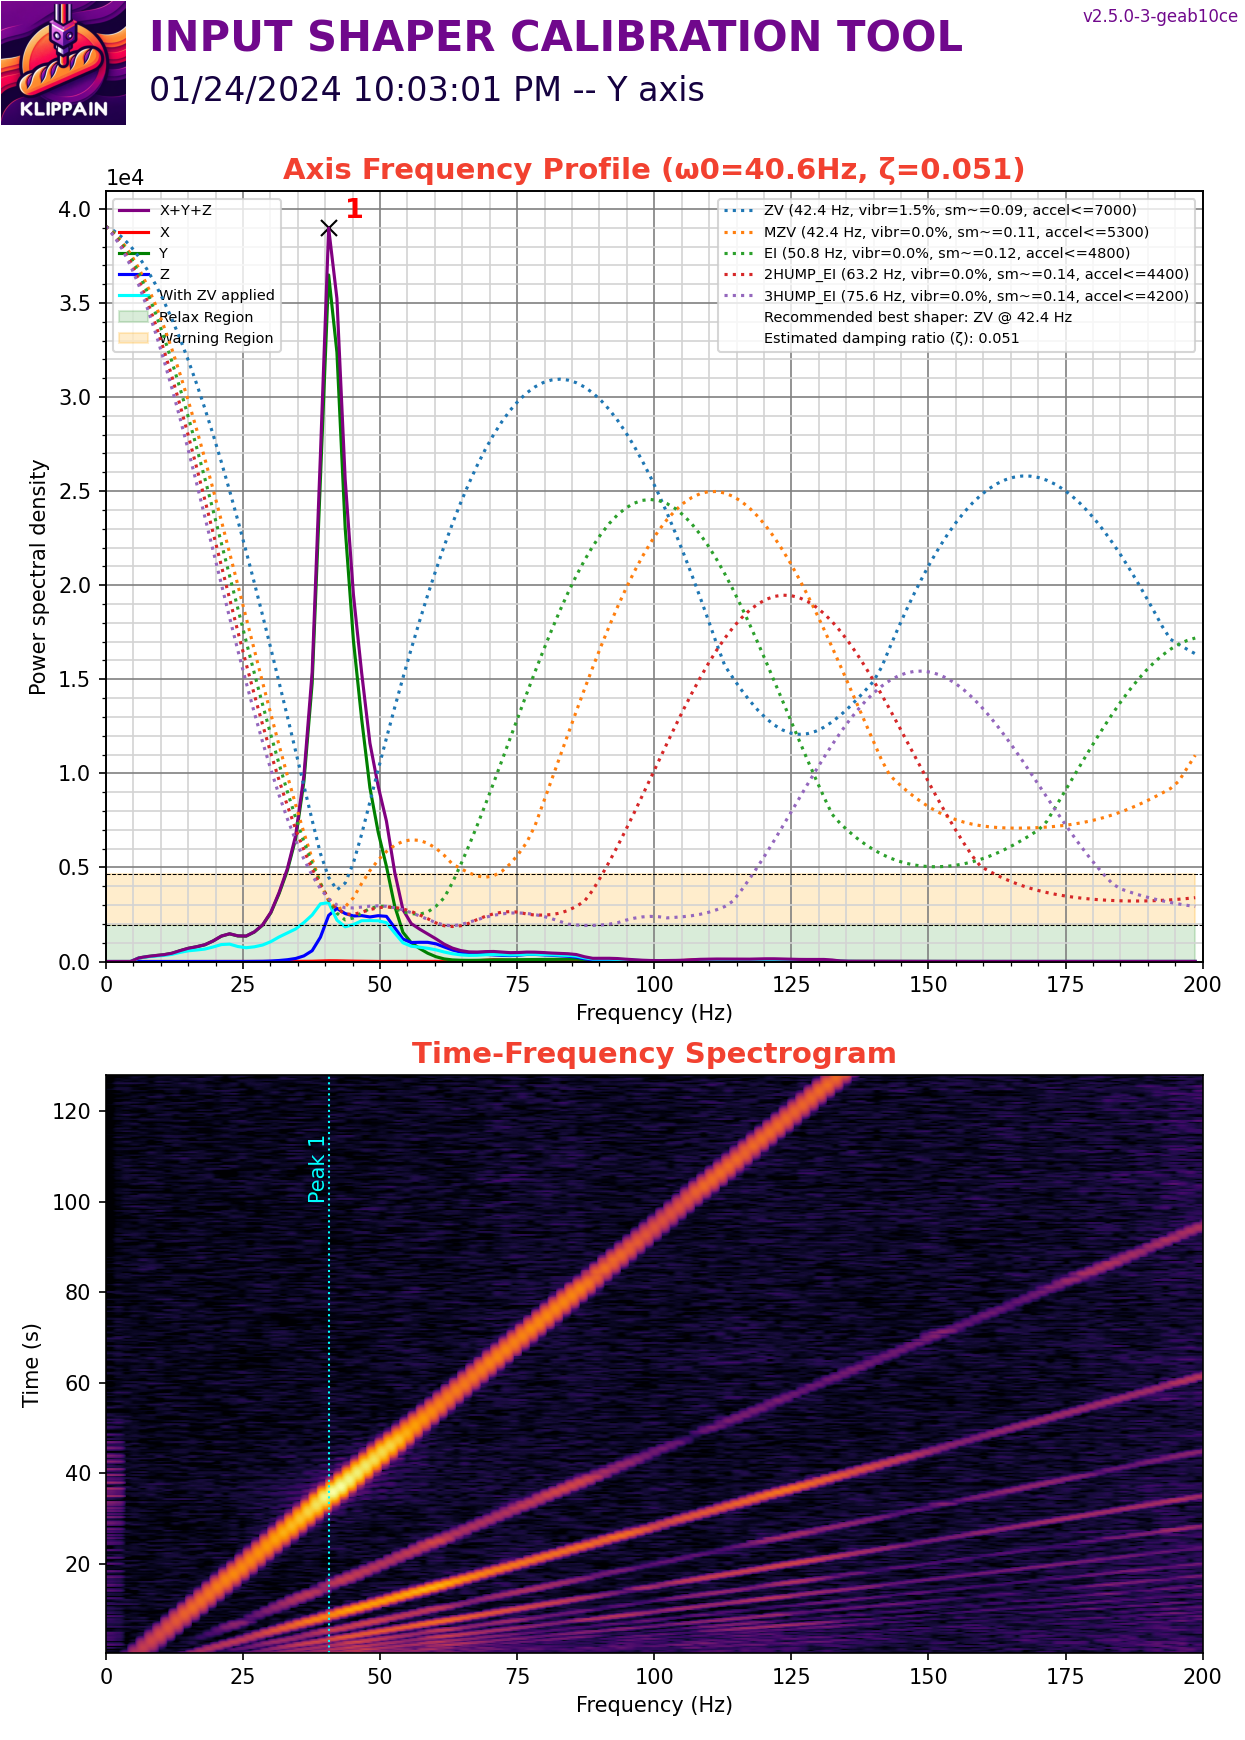 INPUT SHAPER CALIBRATION TOOL
v2.5.0-3-geab10ce
01/24/2024 10:03:01 PM -- Y axis
KLIPPAIN
Axis Frequency Profile (ω0=40.6Hz, ζ=0.051)
1e4
1
X+Y+Z
X
Y
Z
With ZV applied
Relax Region
Warning Region
ZV (42.4 Hz, vibr=1.5%, sm~=0.09, accel<=7000)
MZV (42.4 Hz, vibr=0.0%, sm~=0.11, accel<=5300)
EI (50.8 Hz, vibr=0.0%, sm~=0.12, accel<=4800)
2HUMP_EI (63.2 Hz, vibr=0.0%, sm~=0.14, accel<=4400)
3HUMP_EI (75.6 Hz, vibr=0.0%, sm~=0.14, accel<=4200)
Recommended best shaper: ZV @ 42.4 Hz
Estimated damping ratio (ζ): 0.051
4.0
3.5
3.0
2.5
2.0
1.5
1.0
0.5
0.0
Power spectral density
0 25 50 75 100 125 150 175 200
Frequency (Hz)
Time-Frequency Spectrogram
Peak 1
120
100
80
60
40
20
Time (s)
0 25 50 75 100 125 150 175 200
Frequency (Hz)